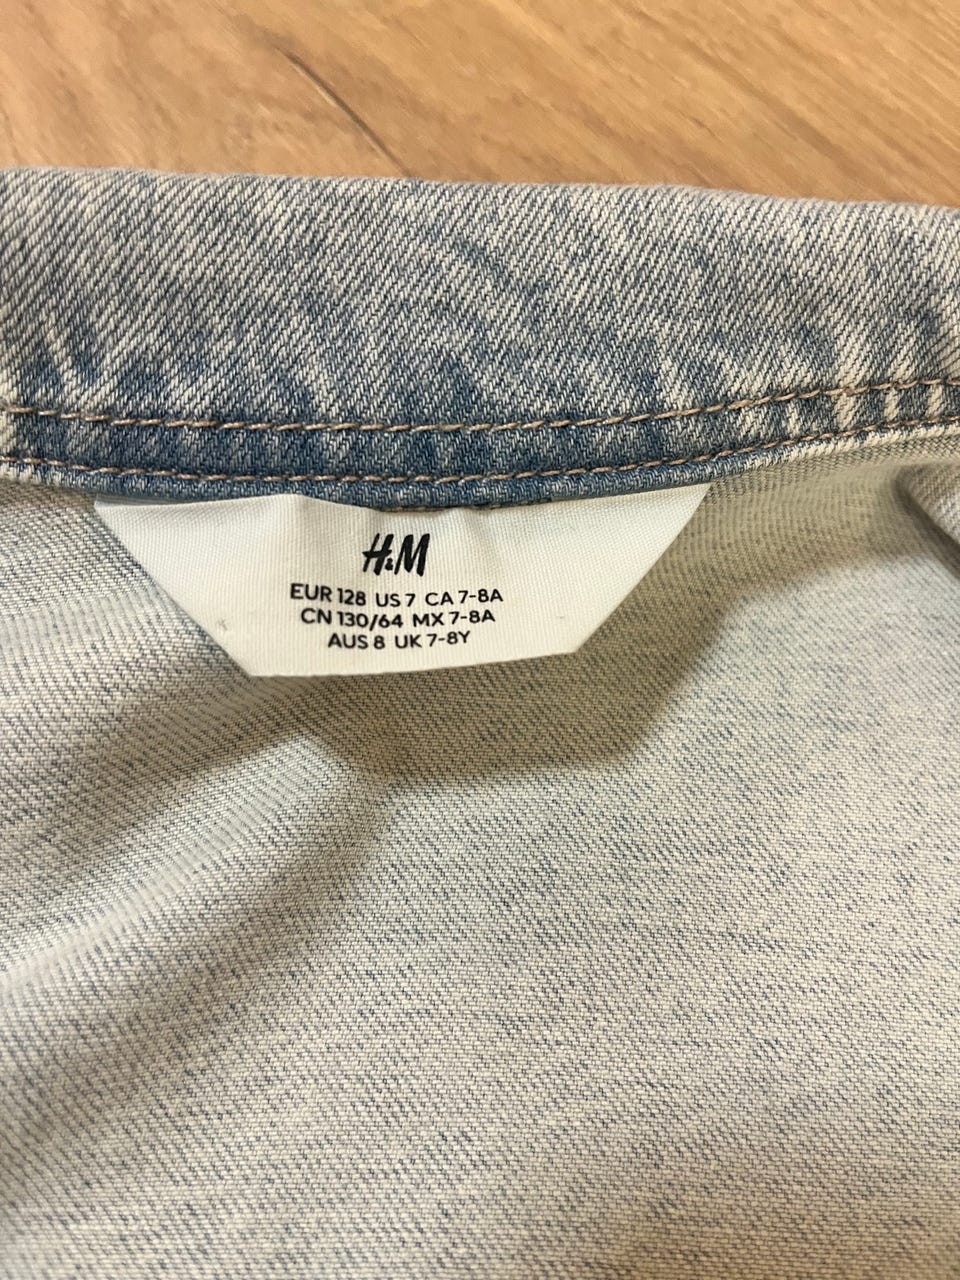 H&M
EUR 128 US 7 CA 7-8A
CN 130/64 MX 7-8A
AUS 8 UK 7-8Y